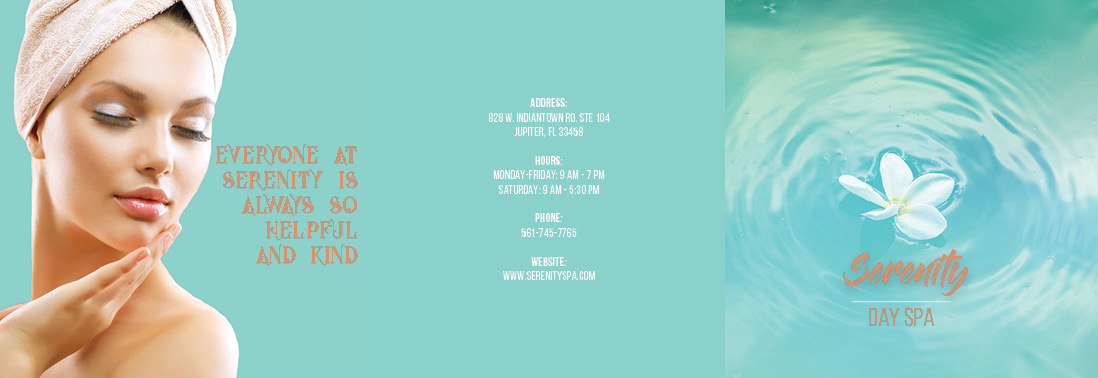 EVERYONE AT
SERENITY IS
ALWAYS SO
HELPFUL
AND KIND
ADDRESS:
828 W. INDIANTOWN RD. STE 104
JUPITER, FL 33458
HOURS:
MONDAY-FRIDAY: 9 AM - 7 PM
SATURDAY: 9 AM - 5:30 PM
PHONE:
561-745-7765
WEBSITE:
WWW.SERENITYSPA.COM
Serenity
DAY SPA